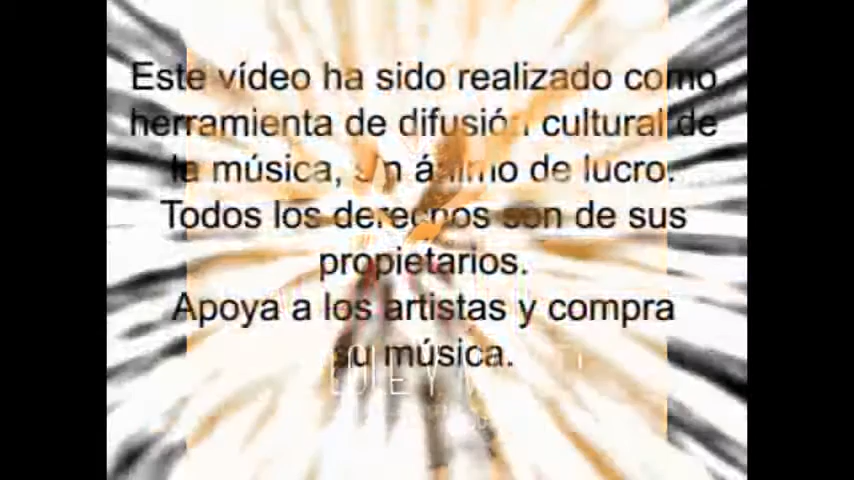 Este vídeo ha sido realizado como
herramienta de difusión cultural de
la música, sin ánimo de lucro.
Todos los derechos son de sus
propietarios.
Apoya a los artistas y compra
su música.
LOLE Y